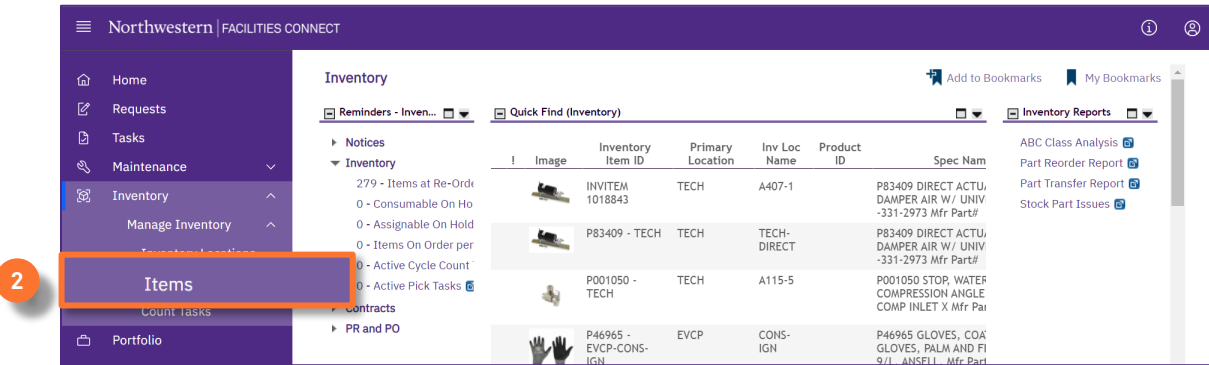 Northwestern | FACILITIES CONNECT
Home
Requests
Tasks
Maintenance
Inventory
Manage Inventory
2
Items
Count Tasks
Portfolio
Inventory
Add to Bookmarks
My Bookmarks
Reminders - Inven...
Notices
Inventory
279 - Items at Re-Orde
0 - Consumable On Ho
0 - Assignable On Hold
0 - Items On Order per
0 - Active Cycle Count
0 - Active Pick Tasks
Contracts
PR and PO
Quick Find (Inventory)
! Image Inventory Item ID Primary Location Inv Loc Name Product ID Spec Nam
INVITEM 1018843 TECH A407-1 P83409 DIRECT ACTU
DAMPER AIR W/ UNIV
-331-2973 Mfr Part#
P83409 - TECH TECH TECH-DIRECT P83409 DIRECT ACTU
DAMPER AIR W/ UNIV
-331-2973 Mfr Part#
P001050 - TECH TECH A115-5 P001050 STOP, WATER
COMPRESSION ANGLE
COMP INLET X Mfr Par
P46965 - EVCP-CONS-IGN EVCP CONS-IGN P46965 GLOVES, COA
GLOVES, PALM AND FI
9/L, ANSELL, Mfr Part
Inventory Reports
ABC Class Analysis
Part Reorder Report
Part Transfer Report
Stock Part Issues